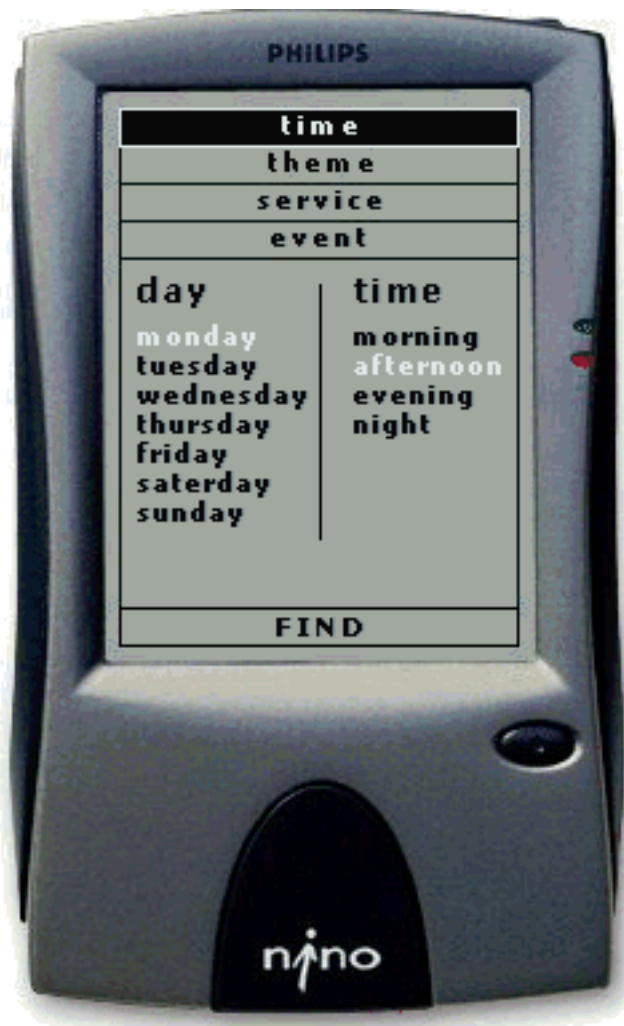 PHILIPS
time
theme
service
event
day
monday
tuesday
wednesday
thursday
friday
saterday
sunday
time
morning
afternoon
evening
night
FIND
nino